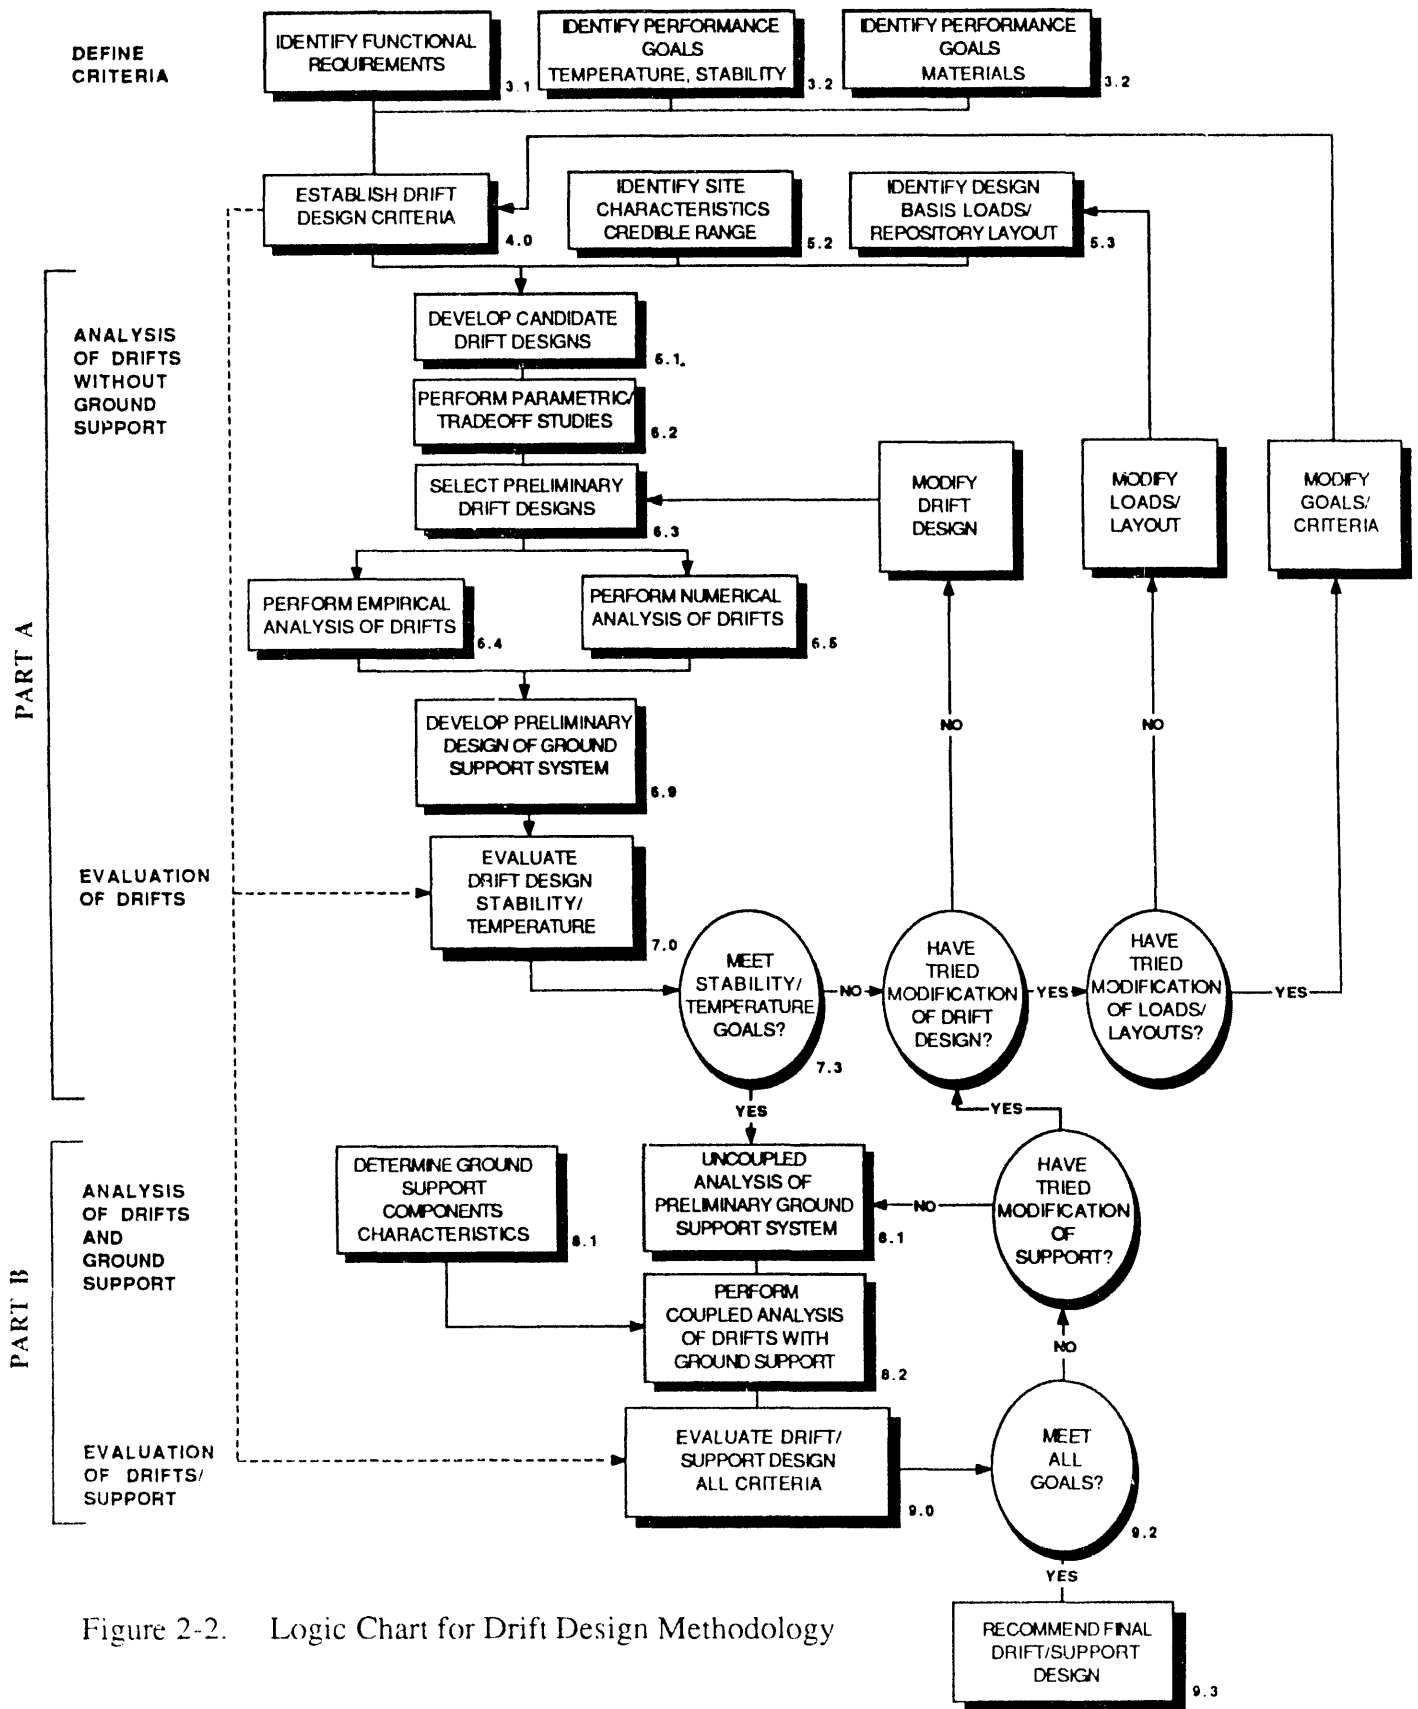 DEFINE
CRITERIA
IDENTIFY FUNCTIONAL
REQUIREMENTS
3.1
IDENTIFY PERFORMANCE
GOALS
TEMPERATURE, STABILITY
3.2
IDENTIFY PERFORMANCE
GOALS
MATERIALS
3.2
ESTABLISH DRIFT
DESIGN CRITERIA
4.0
IDENTIFY SITE
CHARACTERISTICS
CREDIBLE RANGE
5.2
IDENTIFY DESIGN
BASIS LOADS/
REPOSITORY LAYOUT
5.3
PART A
ANALYSIS
OF DRIFTS
WITHOUT
GROUND
SUPPORT
DEVELOP CANDIDATE
DRIFT DESIGNS
6.1.
PERFORM PARAMETRIC/
TRADEOFF STUDIES
6.2
SELECT PRELIMINARY
DRIFT DESIGNS
6.3
MODIFY
DRIFT
DESIGN
MODIFY
LOADS/
LAYOUT
MODIFY
GOALS/
CRITERIA
PERFORM EMPIRICAL
ANALYSIS OF DRIFTS
6.4
PERFORM NUMERICAL
ANALYSIS OF DRIFTS
6.5
DEVELOP PRELIMINARY
DESIGN OF GROUND
SUPPORT SYSTEM
6.9
NO
NO
EVALUATION
OF DRIFTS
EVALUATE
DRIFT DESIGN
STABILITY/
TEMPERATURE
7.0
MEET
STABILITY/
TEMPERATURE
GOALS?
7.3
NO
HAVE
TRIED
MODIFICATION
OF DRIFT
DESIGN?
YES
HAVE
TRIED
MODIFICATION
OF LOADS/
LAYOUTS?
YES
YES
YES
PART B
ANALYSIS
OF DRIFTS
AND
GROUND
SUPPORT
DETERMINE GROUND
SUPPORT
COMPONENTS
CHARACTERISTICS
8.1
UNCOUPLED
ANALYSIS OF
PRELIMINARY GROUND
SUPPORT SYSTEM
8.1
NO
HAVE
TRIED
MODIFICATION
OF
SUPPORT?
PERFORM
COUPLED ANALYSIS
OF DRIFTS WITH
GROUND SUPPORT
8.2
NO
EVALUATION
OF DRIFTS/
SUPPORT
EVALUATE DRIFT/
SUPPORT DESIGN
ALL CRITERIA
9.0
MEET
ALL
GOALS?
9.2
YES
RECOMMEND FINAL
DRIFT/SUPPORT
DESIGN
9.3
Figure 2-2. Logic Chart for Drift Design Methodology